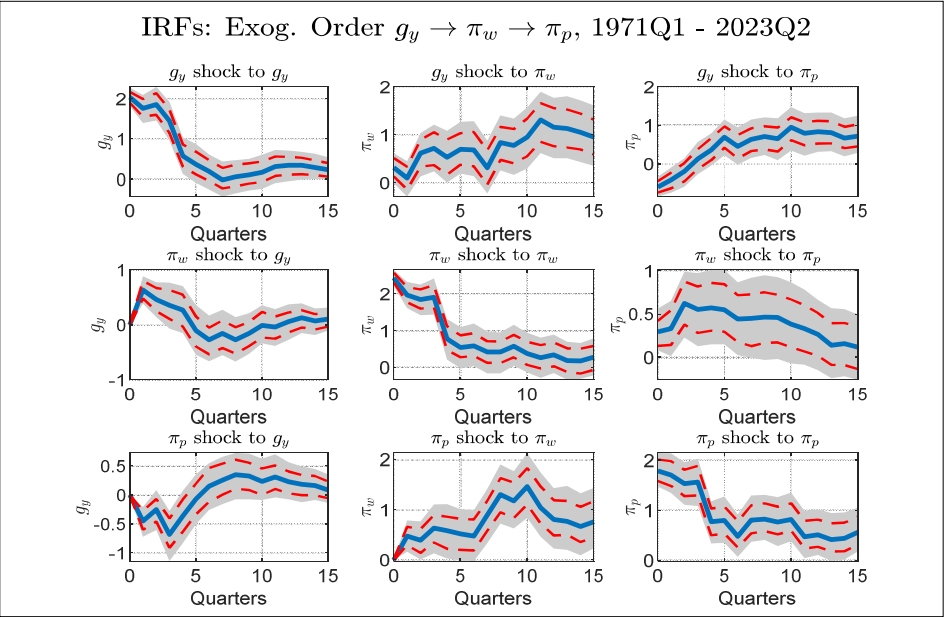 IRFs: Exog. Order g_y → π_w → π_p, 1971Q1 - 2023Q2
g_y shock to g_y
g_y
2
1
0
0 5 10 15
Quarters
g_y shock to π_w
π_w
2
1
0
0 5 10 15
Quarters
g_y shock to π_p
π_p
2
1
0
0 5 10 15
Quarters
π_w shock to g_y
g_y
1
0
-1
0 5 10 15
Quarters
π_w shock to π_w
π_w
2
1
0
0 5 10 15
Quarters
π_w shock to π_p
π_p
1
0.5
0
0 5 10 15
Quarters
π_p shock to g_y
g_y
0.5
0
-0.5
-1
0 5 10 15
Quarters
π_p shock to π_w
π_w
2
1
0
0 5 10 15
Quarters
π_p shock to π_p
π_p
2
1
0
0 5 10 15
Quarters